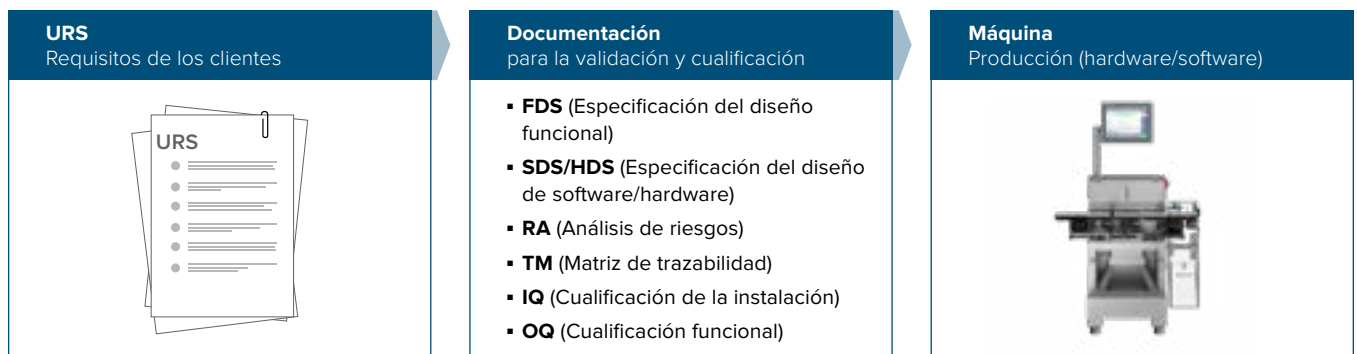 URS
Requisitos de los clientes
URS
Documentación
para la validación y cualificación
▪ FDS (Especificación del diseño
funcional)
▪ SDS/HDS (Especificación del diseño
de software/hardware)
▪ RA (Análisis de riesgos)
▪ TM (Matriz de trazabilidad)
▪ IQ (Cualificación de la instalación)
▪ OQ (Cualificación funcional)
Máquina
Producción (hardware/software)